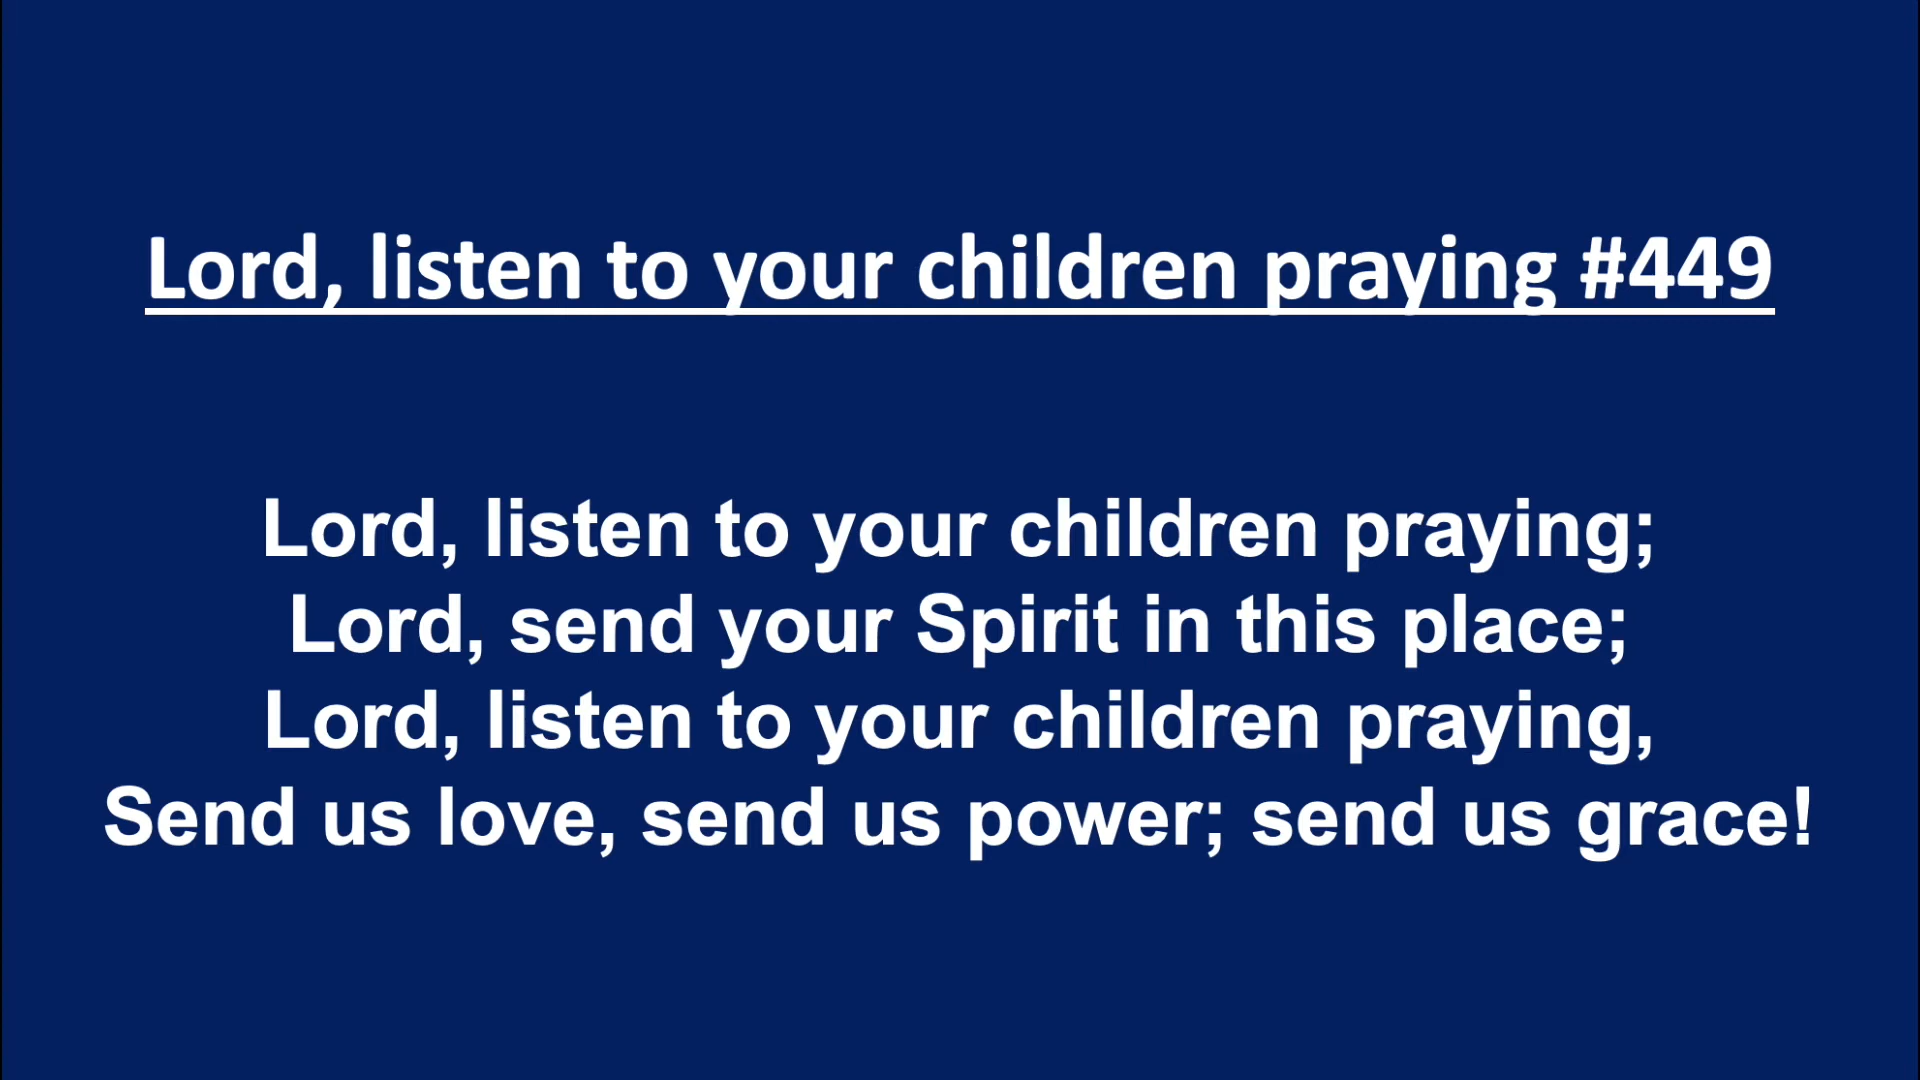 Lord, listen to your children praying #449
Lord, listen to your children praying;
Lord, send your Spirit in this place;
Lord, listen to your children praying,
Send us love, send us power; send us grace!